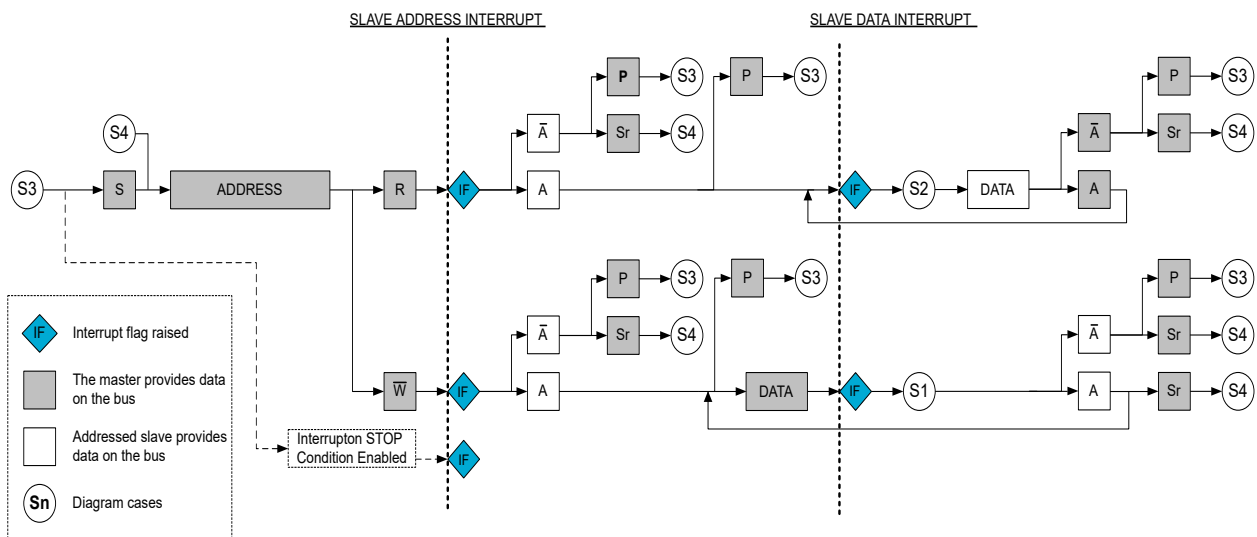 SLAVE ADDRESS INTERRUPT
SLAVE DATA INTERRUPT
P
S3
P
S3
P
S3
S4
A̅
Sr
S4
A̅
Sr
S4
S3
S
ADDRESS
R
IF
A
IF
S2
DATA
A
P
S3
P
S3
P
S3
IF
Interrupt flag raised
A̅
Sr
S4
A̅
Sr
S4
The master provides data
on the bus
W̅
IF
A
DATA
IF
S1
A
Sr
S4
Addressed slave provides
data on the bus
Interrupton STOP
Condition Enabled
IF
Sn
Diagram cases